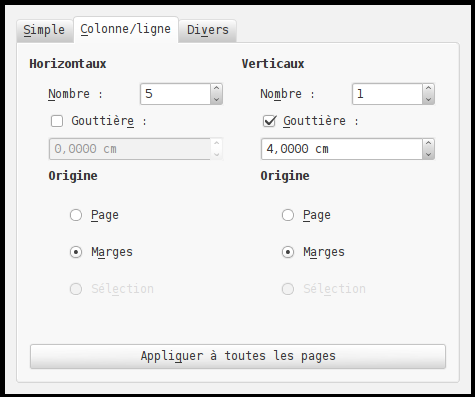 Simple Colonne/ligne Divers
Horizontaux Verticaux
Nombre : 5 Nombre : 1
Gouttière : Gouttière :
0,0000 cm 4,0000 cm
Origine Origine
Page Page
Marges Marges
Sélection Sélection
Appliquer à toutes les pages